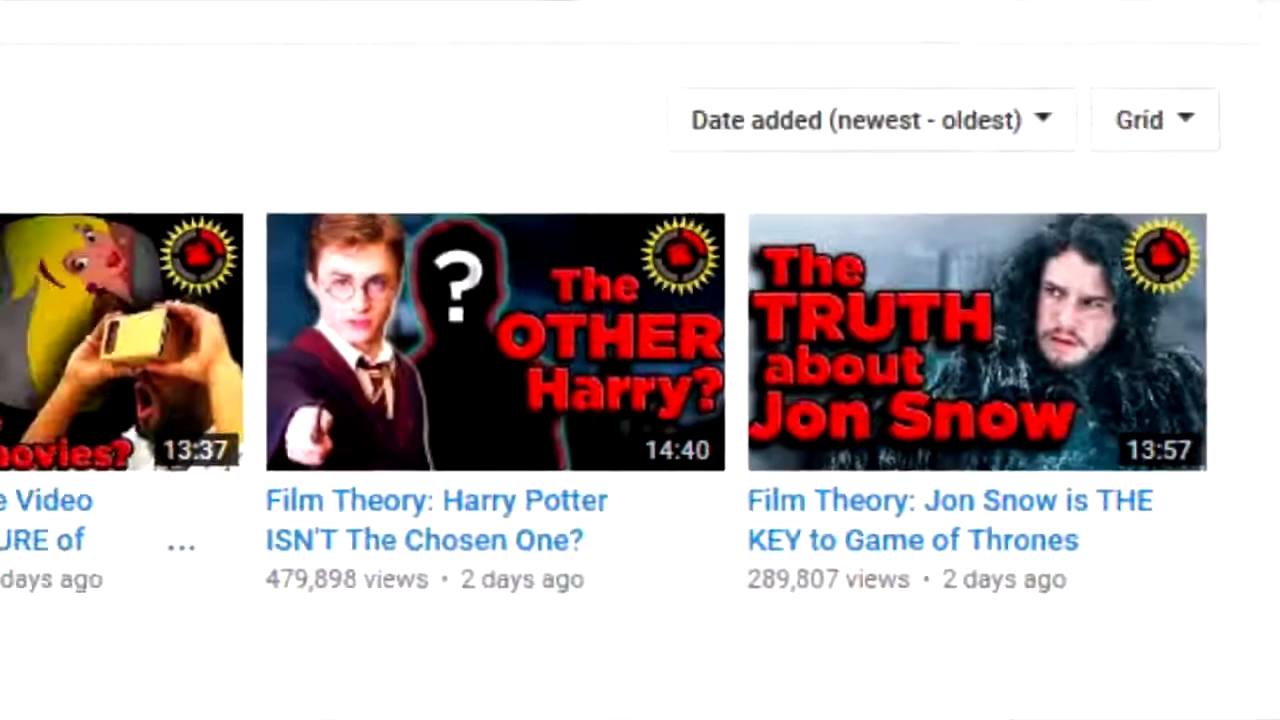 Date added (newest - oldest)
Grid
movies?
13:37
e Video
URE of
...
days ago
?
The
OTHER
Harry?
14:40
Film Theory: Harry Potter
ISN'T The Chosen One?
479,898 views • 2 days ago
The
TRUTH
about
Jon Snow
13:57
Film Theory: Jon Snow is THE
KEY to Game of Thrones
289,807 views • 2 days ago